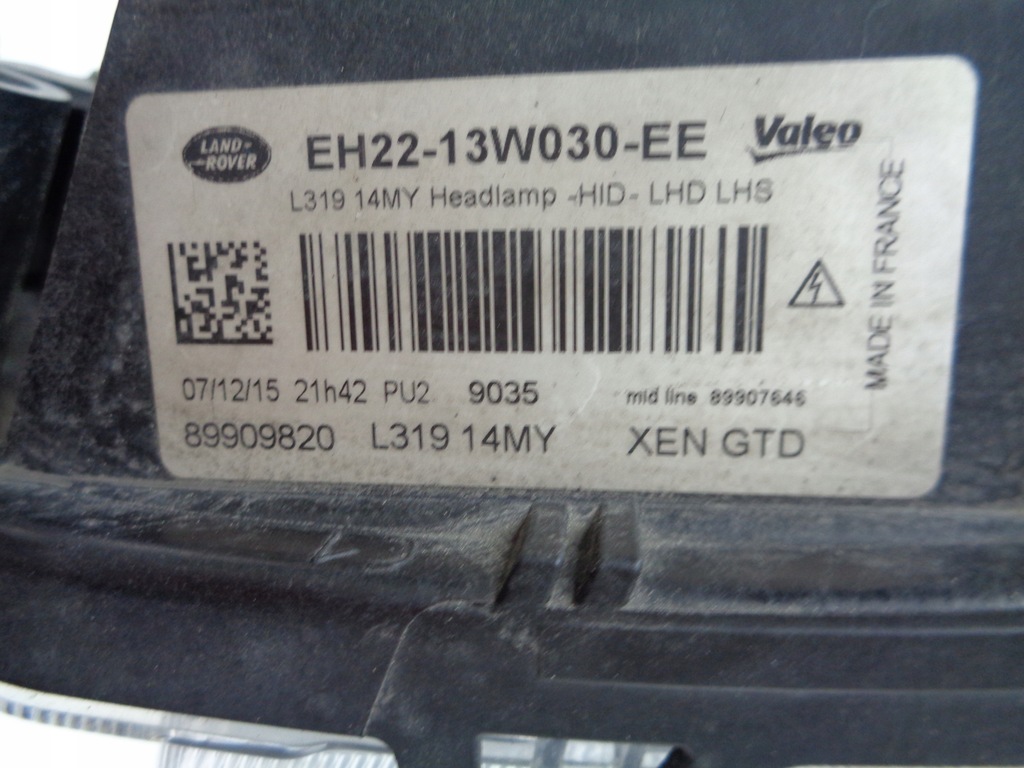 LAND-
-ROVER
EH22-13W030-EE
Valeo
L319 14MY Headlamp -HID- LHD LHS
MADE IN FRANCE
07/12/15 21h42 PU2 9035 mid line 89907646
89909820 L319 14MY XEN GTD